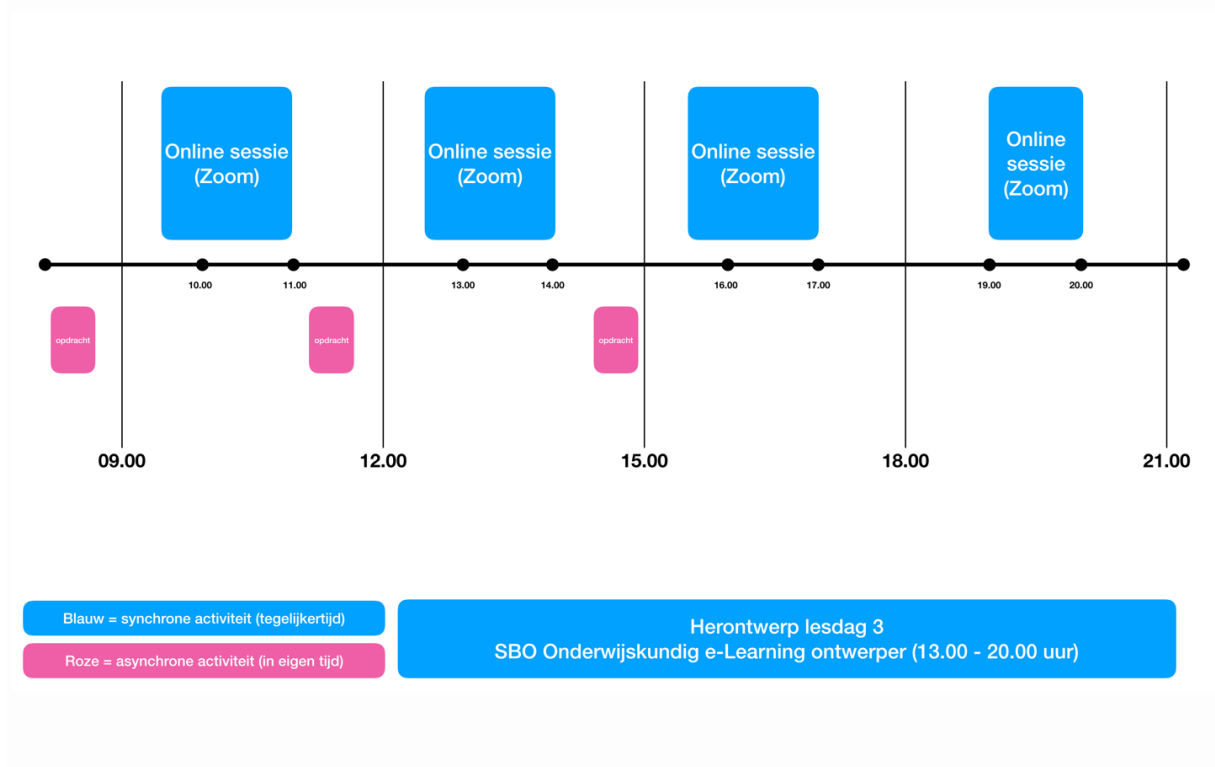 Online sessie
(Zoom)
Online sessie
(Zoom)
Online sessie
(Zoom)
Online
sessie
(Zoom)
10.00
11.00
13.00
14.00
16.00
17.00
19.00
20.00
opdracht
opdracht
opdracht
09.00
12.00
15.00
18.00
21.00
Blauw = synchrone activiteit (tegelijkertijd)
Roze = asynchrone activiteit (in eigen tijd)
Herontwerp lesdag 3
SBO Onderwijskundig e-Learning ontwerper (13.00 - 20.00 uur)